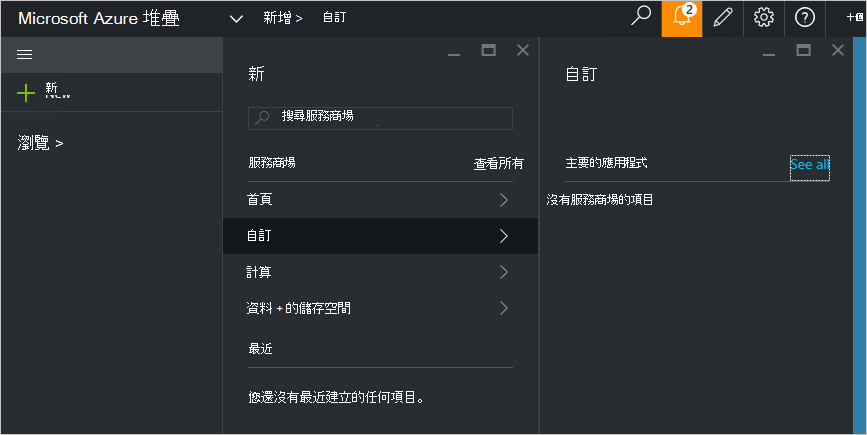 Microsoft Azure 堆疊
新增 > 自訂
2
新
New
瀏覽 >
新
搜尋服務商場
服務商場 查看所有
首頁
自訂
計算
資料 + 的儲存空間
最近
您還沒有最近建立的任何項目。
自訂
主要的應用程式 See all
沒有服務商場的項目